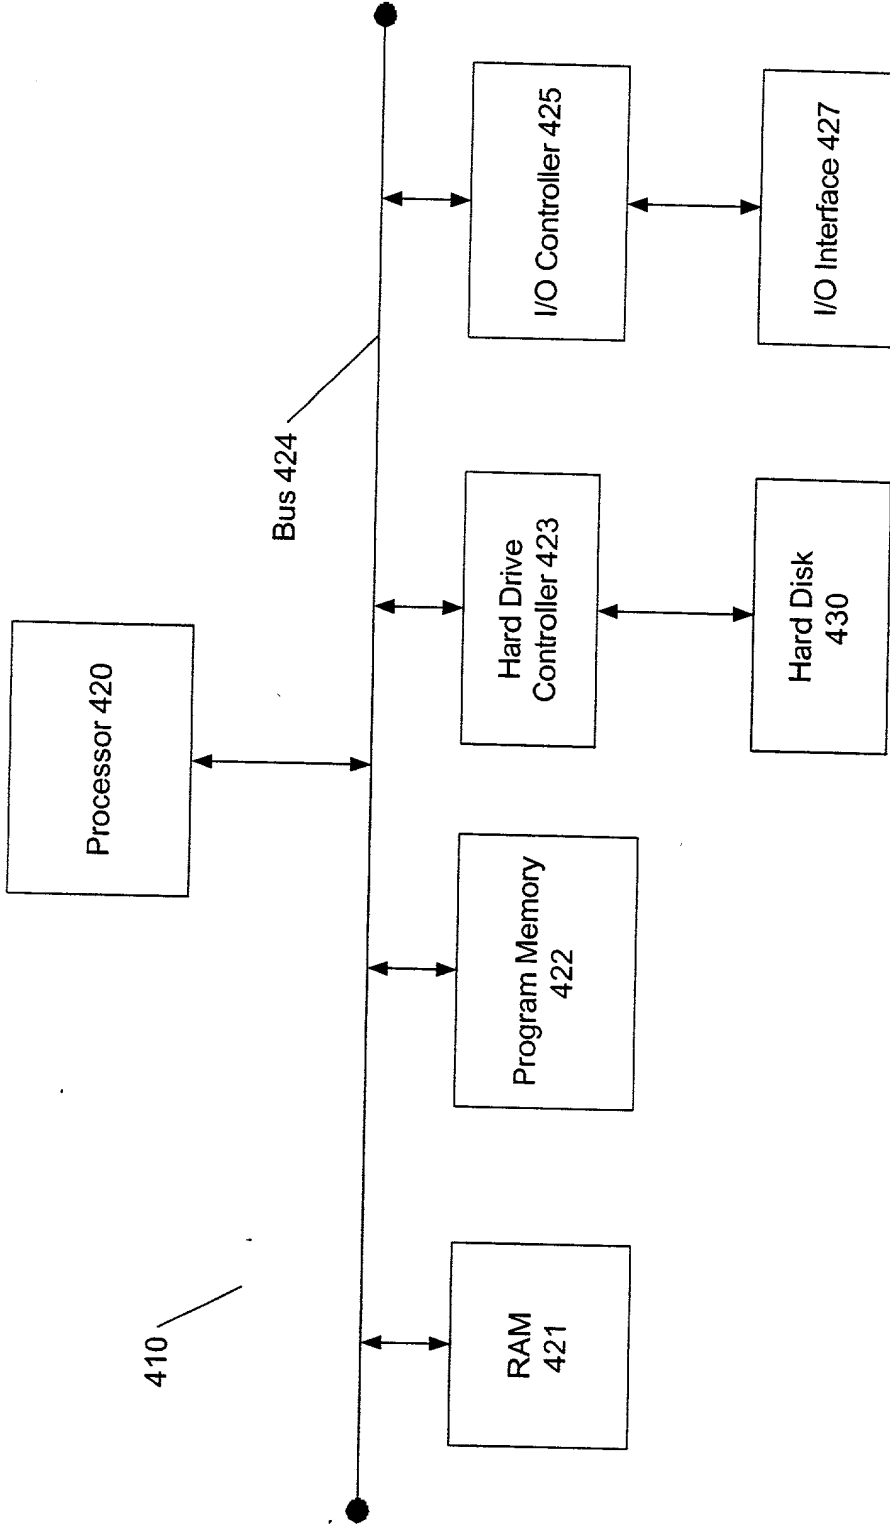 410
Processor 420
Bus 424
RAM
421
Program Memory
422
Hard Drive
Controller 423
I/O Controller 425
Hard Disk
430
I/O Interface 427